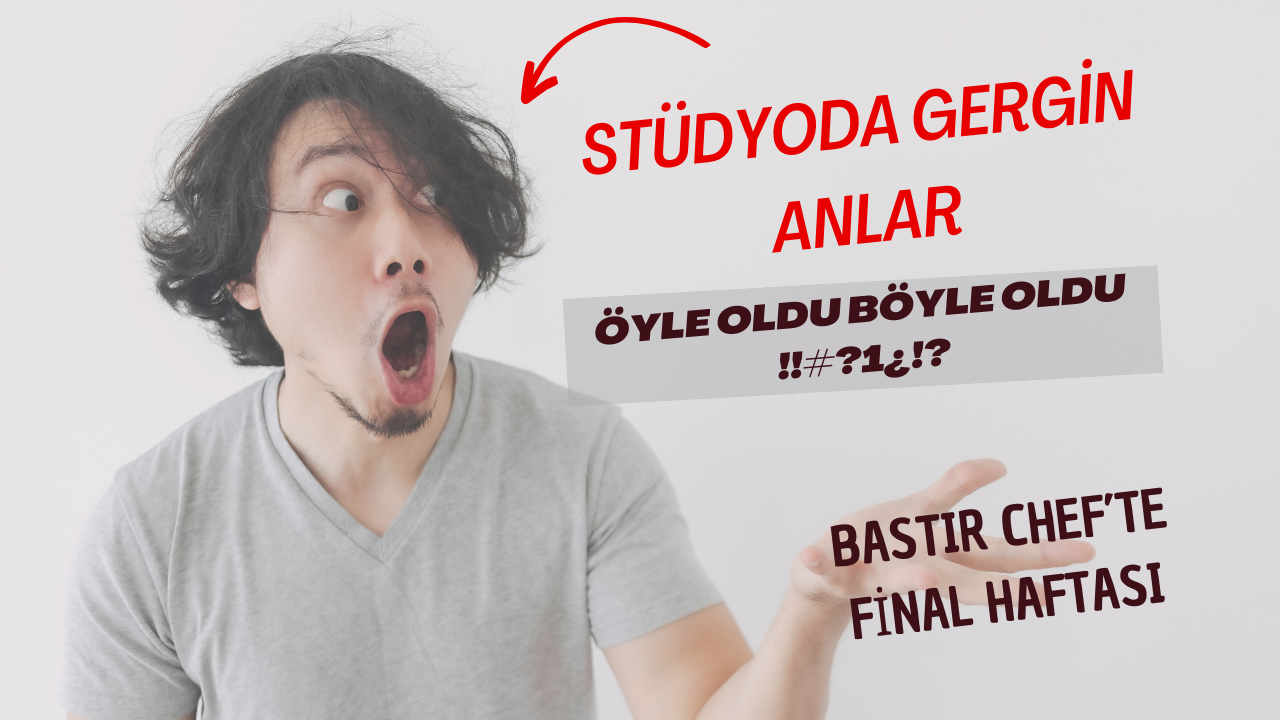 STÜDYODA GERGİN
ANLAR
ÖYLE OLDU BÖYLE OLDU
!!#?1¿!?
BASTIR CHEF'TE
FİNAL HAFTASI